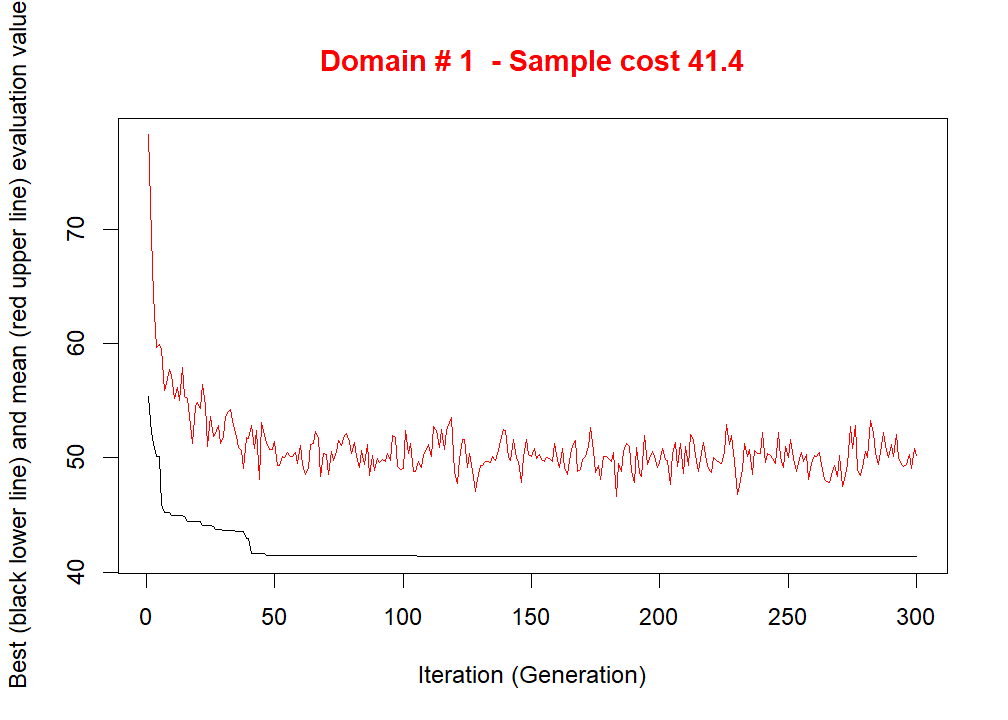 Domain # 1  - Sample cost 41.4
Best (black lower line) and mean (red upper line) evaluation value
70
60
50
40
0 50 100 150 200 250 300
Iteration (Generation)